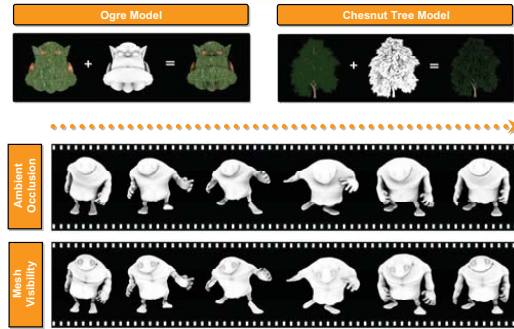 Ogre Model
Chesnut Tree Model
+ =
+ =
Ambient
Occlusion
Mesh
Visibility